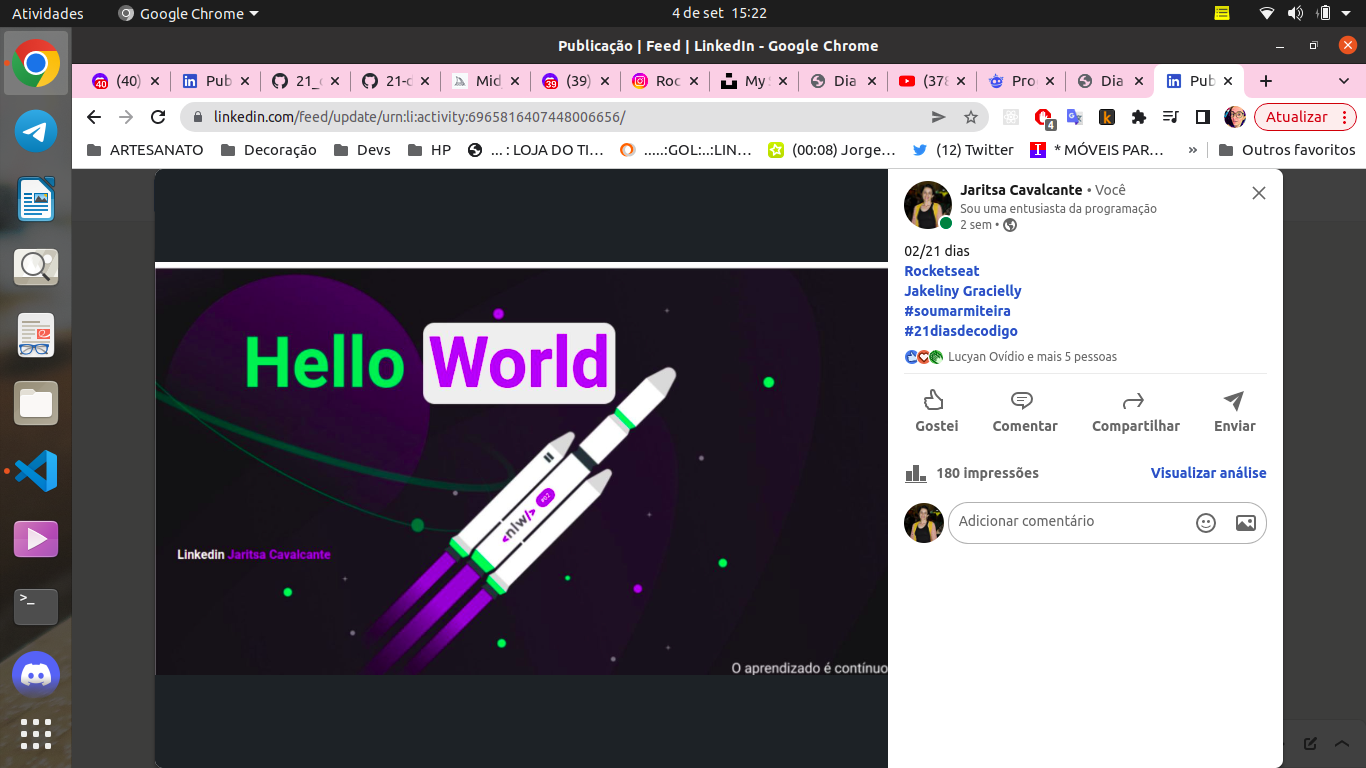 Atividades
Google Chrome
4 de set 15:22
Publicação | Feed | LinkedIn - Google Chrome
(40)
Pub
21_
21-d
Mid
(39)
Roc
My S
Dia
(378
Pro
Dia
Pub
linkedin.com/feed/update/urn:li:activity:6965816407448006656/
4
Atualizar
ARTESANATO
Decoração
Devs
HP
... : LOJA DO TI...
.....:GOL:..:LIN...
(00:08) Jorge...
(12) Twitter
* MÓVEIS PAR...
»
Outros favoritos
Hello World
<nlw/>
#02
Linkedin Jaritsa Cavalcante
O aprendizado é contínuo
Jaritsa Cavalcante • Você
Sou uma entusiasta da programação
2 sem •
02/21 dias
Rocketseat
Jakeliny Gracielly
#soumarmiteira
#21diasdecodigo
Lucyan Ovídio e mais 5 pessoas
Gostei
Comentar
Compartilhar
Enviar
180 impressões
Visualizar análise
Adicionar comentário